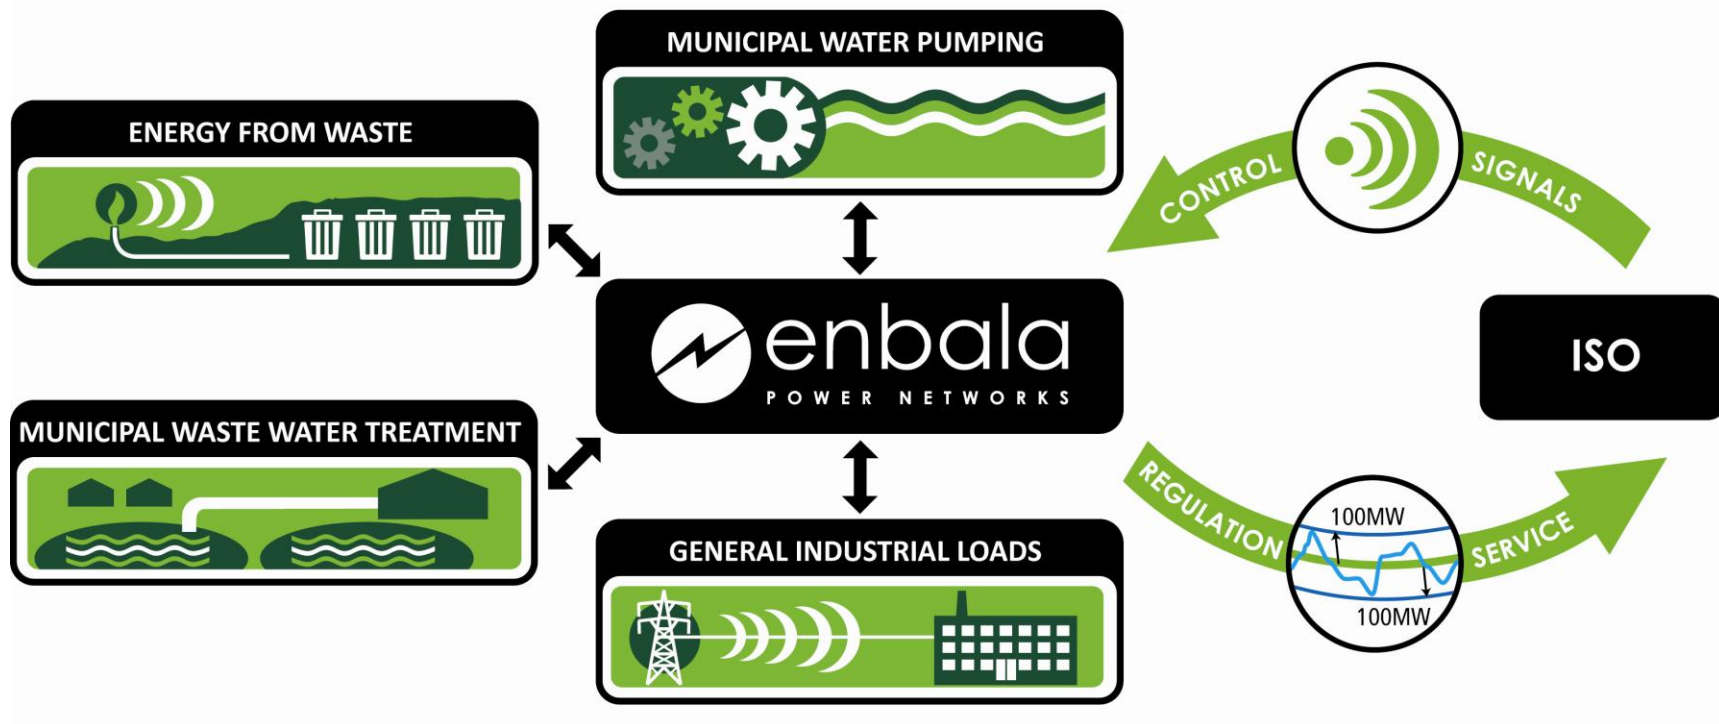 MUNICIPAL WATER PUMPING
ENERGY FROM WASTE
CONTROL SIGNALS
enbala
POWER NETWORKS
ISO
MUNICIPAL WASTE WATER TREATMENT
REGULATION SERVICE
100MW
100MW
GENERAL INDUSTRIAL LOADS